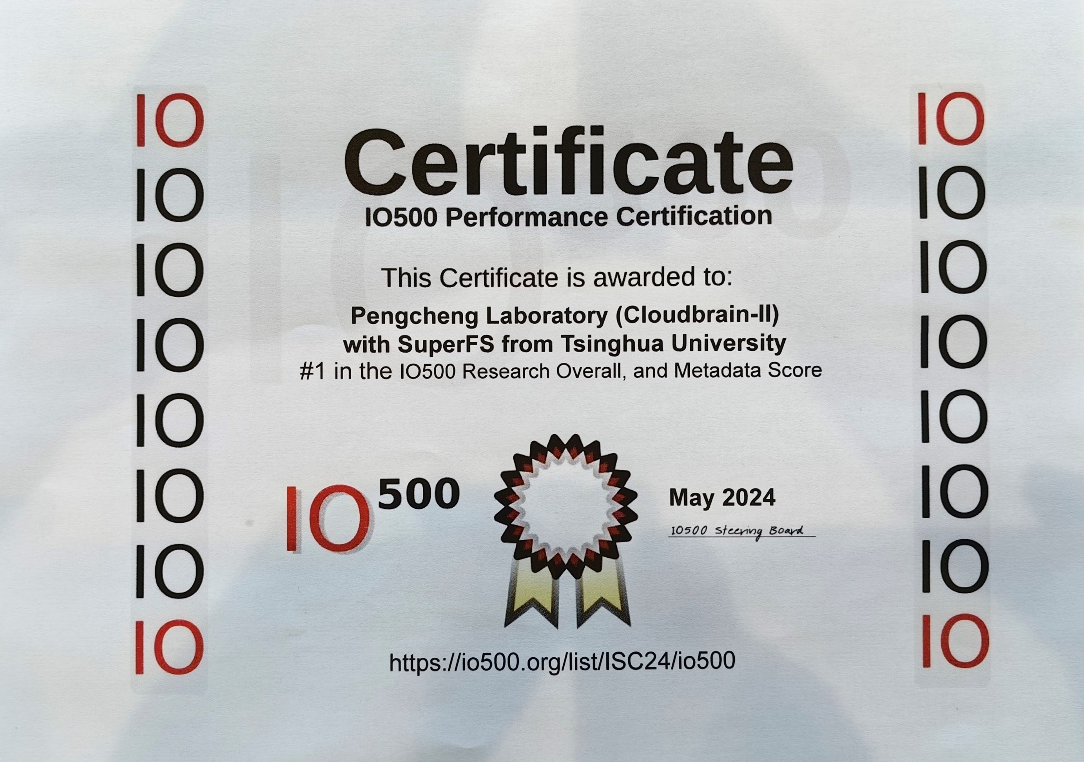 IO
IO
IO
IO
IO
IO
IO
IO
Certificate
IO500 Performance Certification
This Certificate is awarded to:
Pengcheng Laboratory (Cloudbrain-II)
with SuperFS from Tsinghua University
#1 in the IO500 Research Overall, and Metadata Score
IO500
May 2024
IO500 Steering Board
https://io500.org/list/ISC24/io500
IO
IO
IO
IO
IO
IO
IO
IO